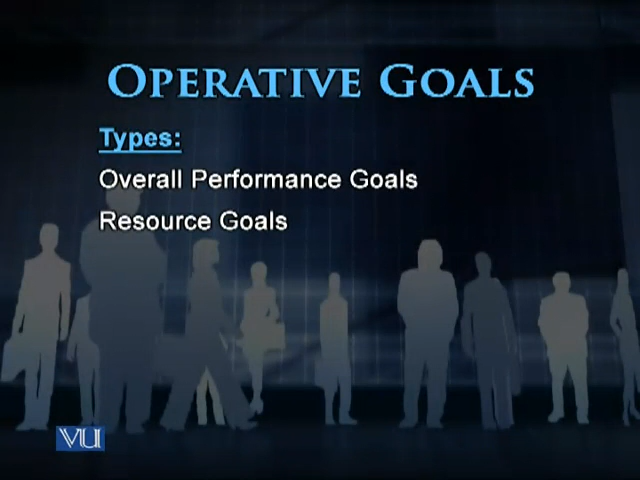 OPERATIVE GOALS
Types:
Overall Performance Goals
Resource Goals
VU